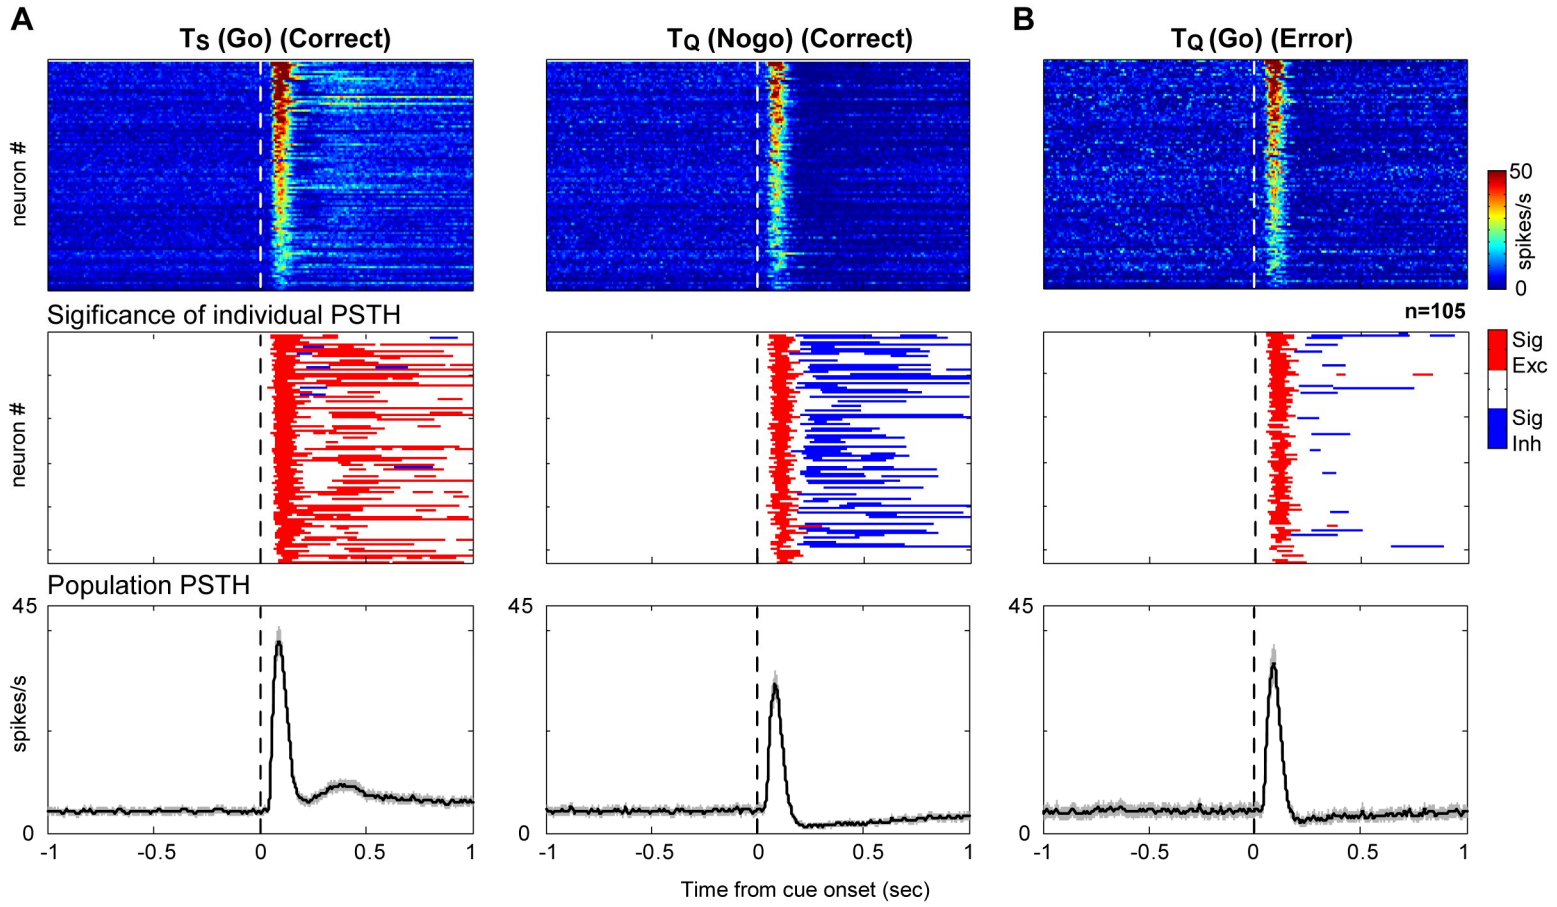 A
B
TS (Go) (Correct)
TQ (Nogo) (Correct)
TQ (Go) (Error)
neuron #
50
spikes/s
0
Sigificance of individual PSTH
n=105
neuron #
Sig
Exc
Sig
Inh
Population PSTH
45
45
45
spikes/s
0
0
0
-1 -0.5 0 0.5 1
-1 -0.5 0 0.5 1
-1 -0.5 0 0.5 1
Time from cue onset (sec)